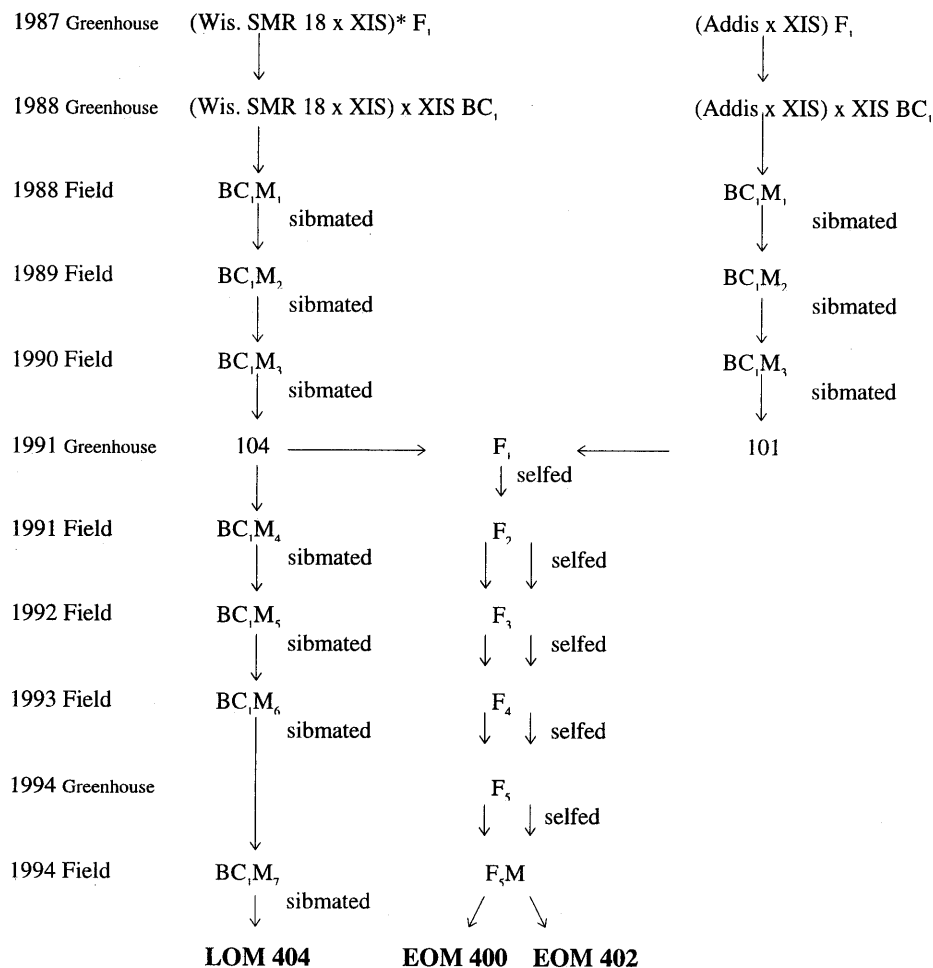 1987 Greenhouse (Wis. SMR 18 x XIS)* F₁ (Addis x XIS) F₁
1988 Greenhouse (Wis. SMR 18 x XIS) x XIS BC₁ (Addis x XIS) x XIS BC₁
1988 Field BC₁M₁ BC₁M₁
sibmated sibmated
1989 Field BC₁M₂ BC₁M₂
sibmated sibmated
1990 Field BC₁M₃ BC₁M₃
sibmated sibmated
1991 Greenhouse 104 F₁ 101
selfed
1991 Field BC₁M₄ F₂
sibmated selfed
1992 Field BC₁M₅ F₃
sibmated selfed
1993 Field BC₁M₆ F₄
sibmated selfed
1994 Greenhouse F₅
selfed
1994 Field BC₁M₇ F₅M
sibmated
LOM 404 EOM 400 EOM 402